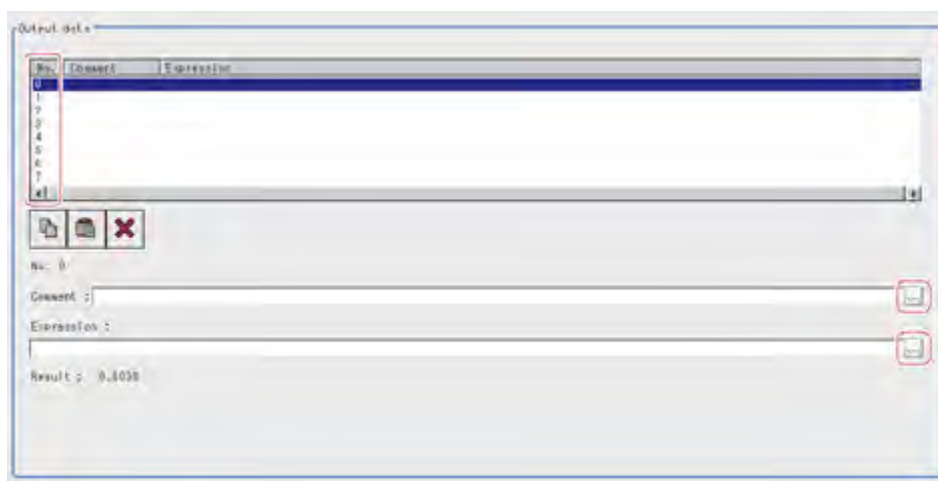 Output data
No. Comment Expression
0
1
2
3
4
5
6
7
No. 0
Comment :
...
Expression :
...
Result : 0.0000